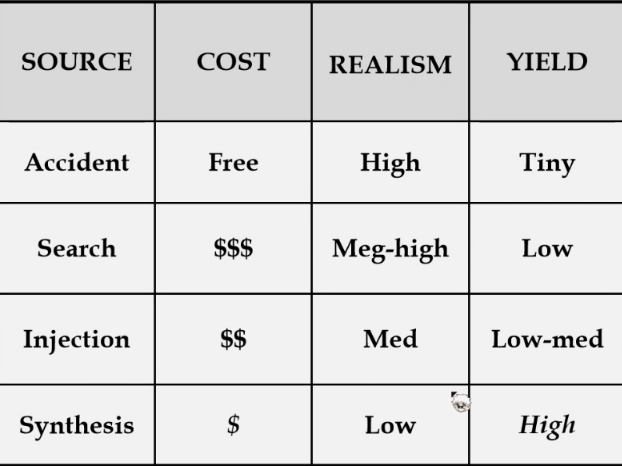 SOURCE COST REALISM YIELD
Accident Free High Tiny
Search $$$ Meg-high Low
Injection $$ Med Low-med
Synthesis $ Low High